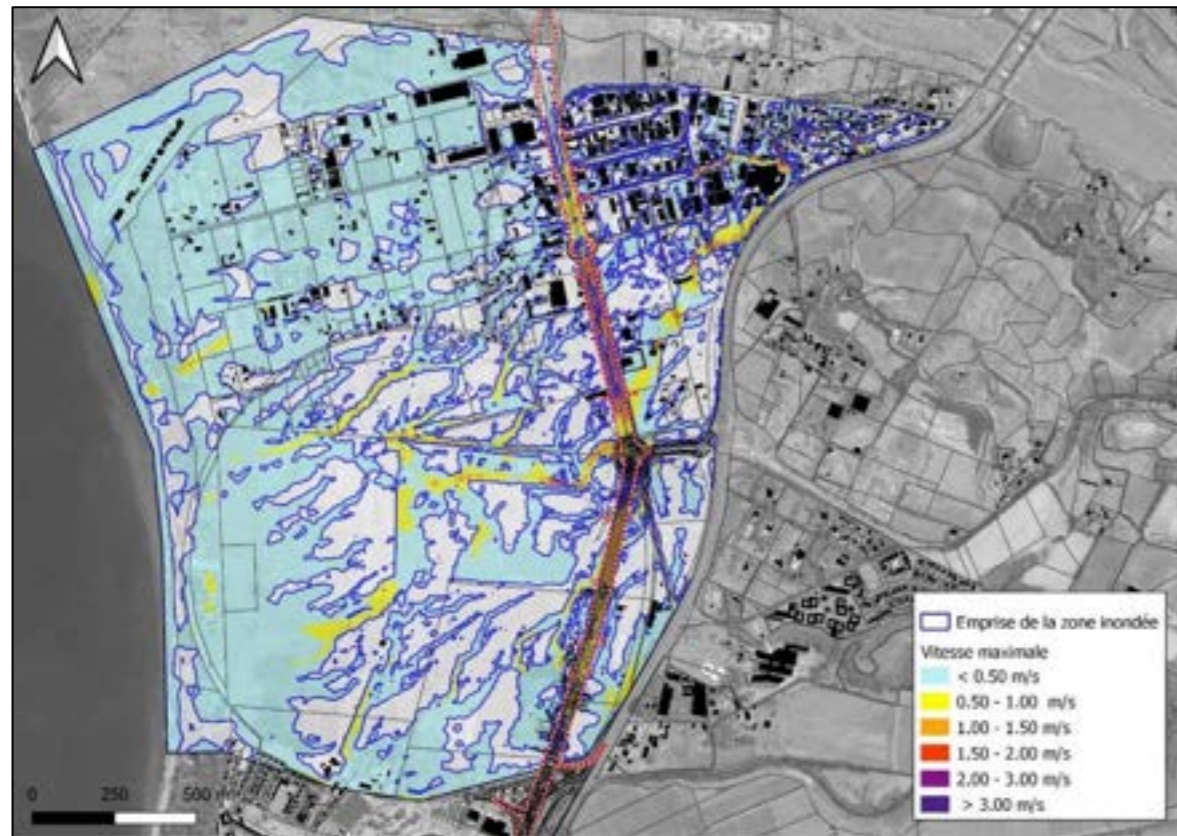 Emprise de la zone inondée
Vitesse maximale
< 0.50 m/s
0.50 - 1.00 m/s
1.00 - 1.50 m/s
1.50 - 2.00 m/s
2.00 - 3.00 m/s
> 3.00 m/s
0 250 500 m